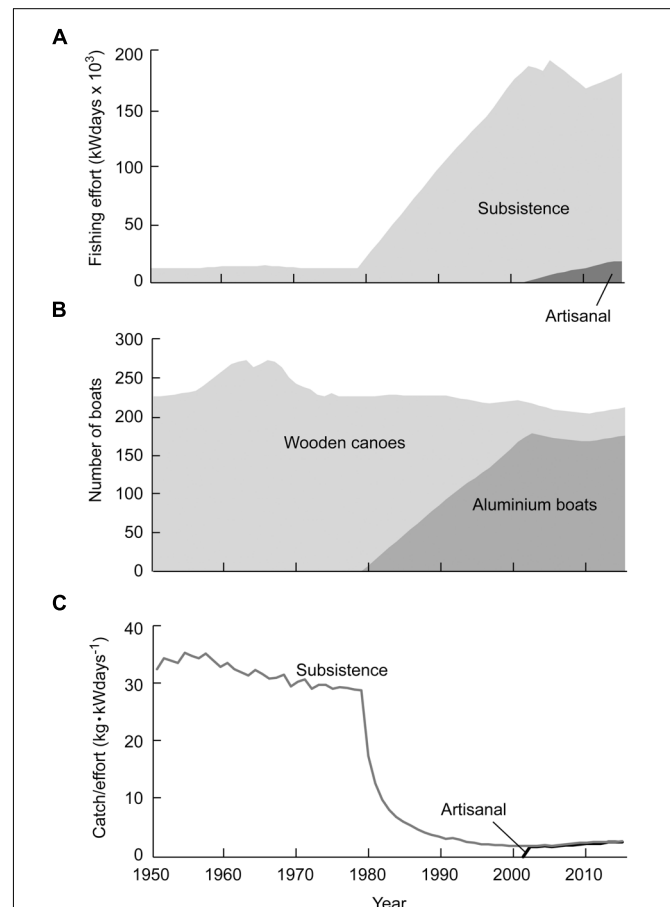 A
200
150
100
50
0
Fishing effort (kWdays x 10³)
Subsistence
Artisanal
B
300
250
200
150
100
50
0
Number of boats
Wooden canoes
Aluminium boats
C
40
30
20
10
0
Catch/effort (kg•kWdays⁻¹)
Subsistence
Artisanal
1950 1960 1970 1980 1990 2000 2010
Year